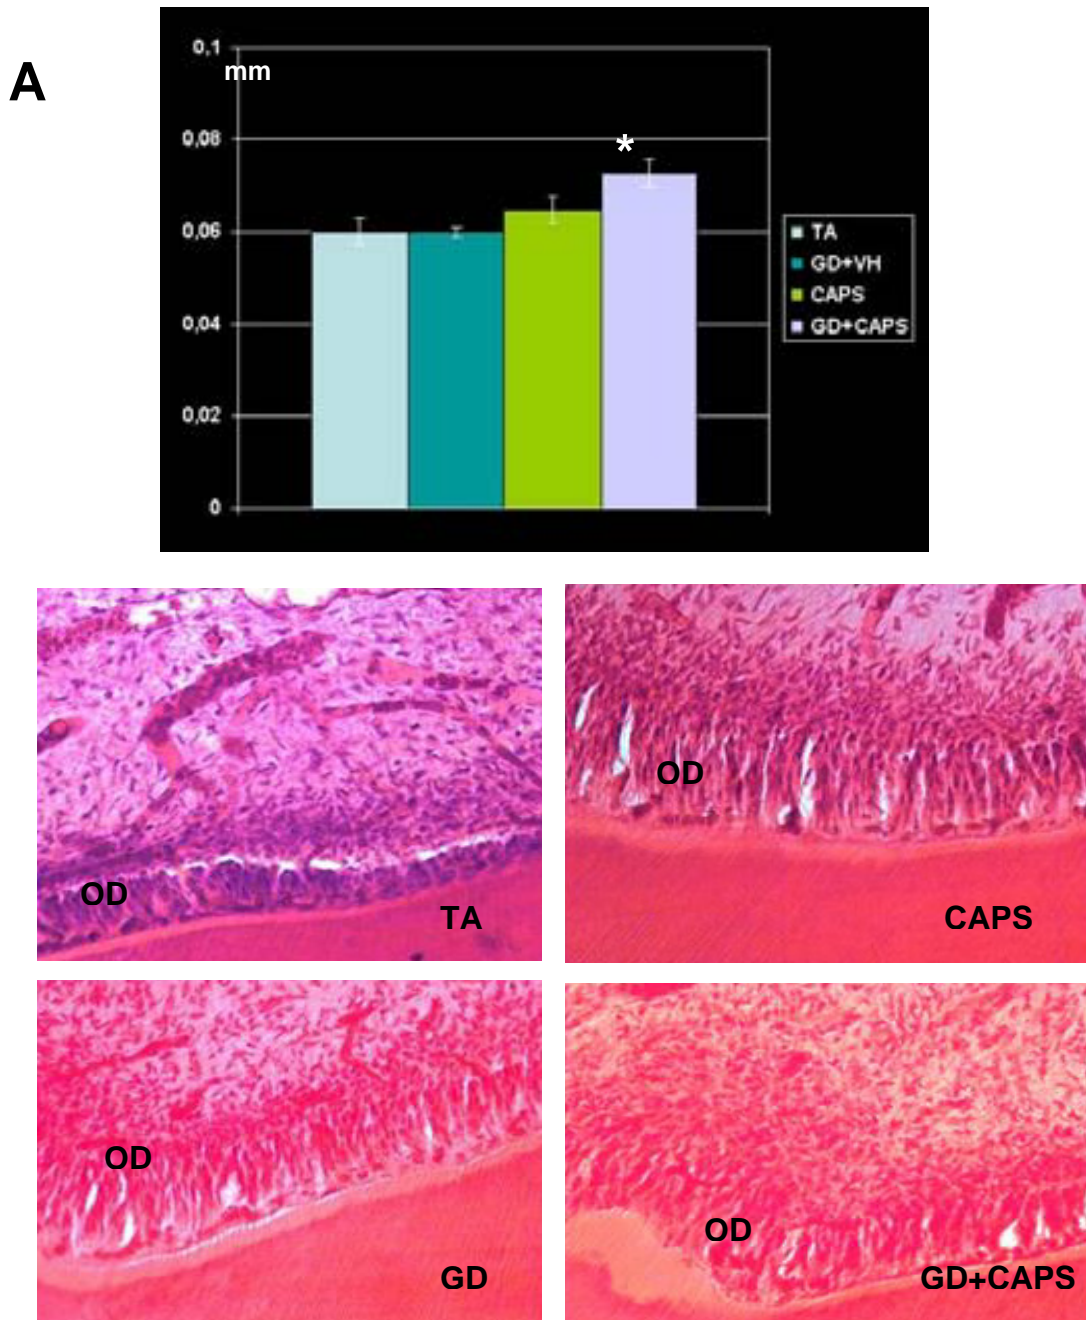 A
mm
0,1
0,08
0,06
0,04
0,02
0
*
TA
GD+VH
CAPS
GD+CAPS
OD
TA
OD
CAPS
OD
GD
OD
GD+CAPS